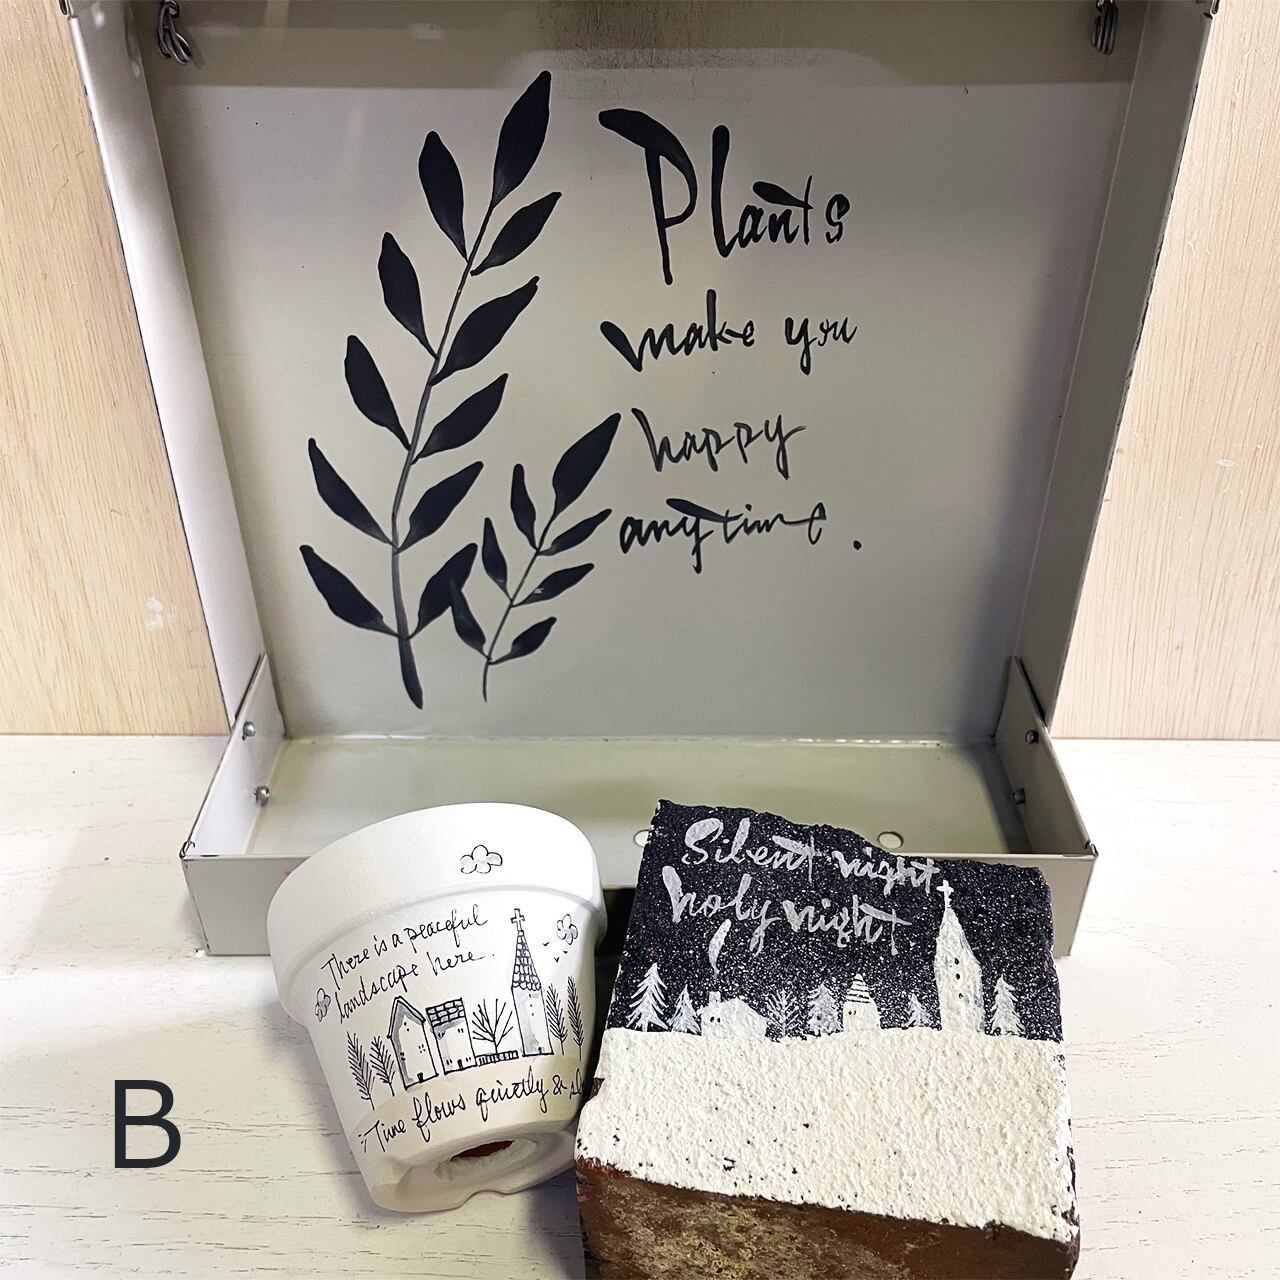 Plants
make you
happy
anytime.
There is a peaceful
landscape here.
Time flows quietly &
Silent night
holy night
B